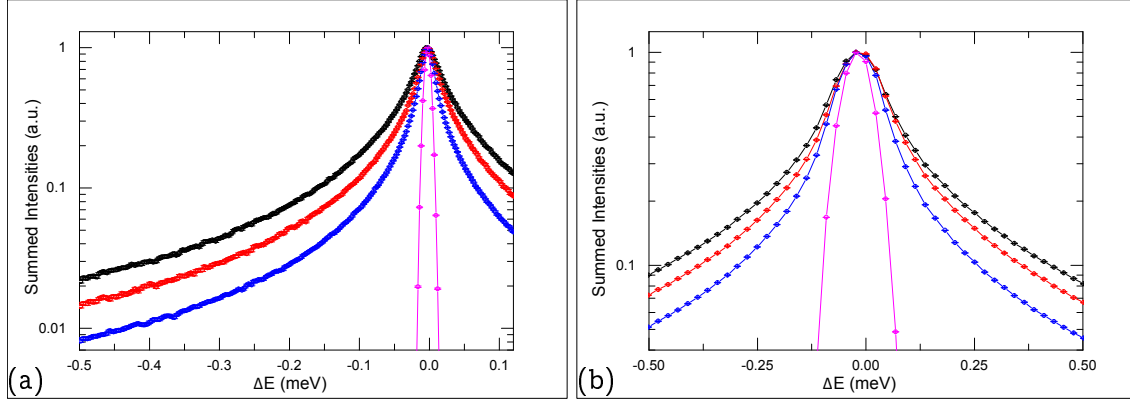 1
0.1
0.01
Summed Intensities (a.u.)
-0.5 -0.4 -0.3 -0.2 -0.1 0.0 0.1
ΔE (meV)
(a)
1
0.1
Summed Intensities (a.u.)
-0.50 -0.25 0.00 0.25 0.50
ΔE (meV)
(b)